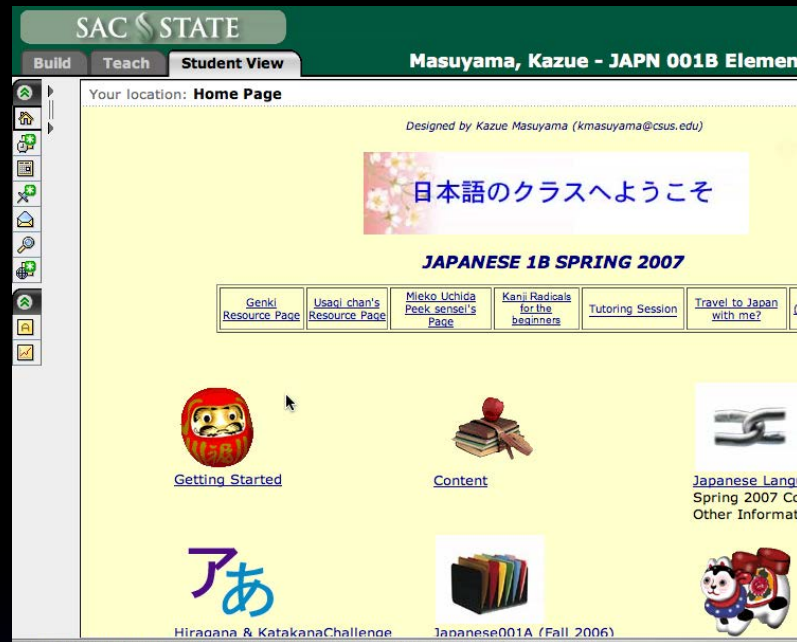 SAC STATE
Build Teach Student View Masuyama, Kazue - JAPN 001B Elemen
Your location: Home Page
Designed by Kazue Masuyama (kmasuyama@csus.edu)
日本語のクラスへようこそ
JAPANESE 1B SPRING 2007
Genki Resource Page
Usagi chan's Resource Page
Mieko Uchida Peek sensei's Page
Kanji Radicals for the beginners
Tutoring Session
Travel to Japan with me?
Getting Started
Content
Japanese Lang
Spring 2007 Co
Other Informat
アあ
Hiragana & KatakanaChallenge
Japanese001A (Fall 2006)